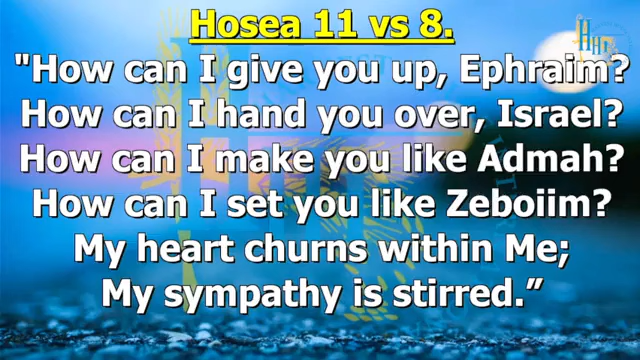 Hosea 11 vs 8.
"How can I give you up, Ephraim?
How can I hand you over, Israel?
How can I make you like Admah?
How can I set you like Zeboiim?
My heart churns within Me;
My sympathy is stirred.”